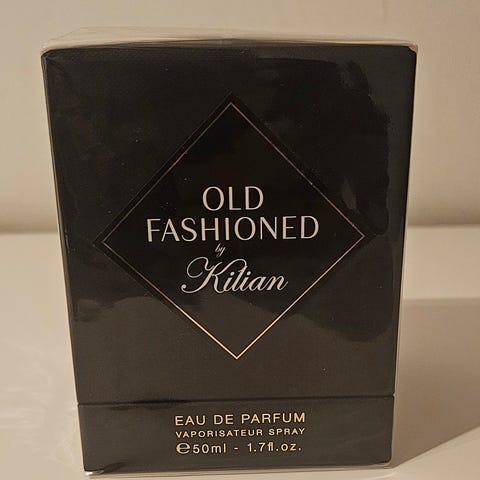 OLD
FASHIONED
by
Kilian
EAU DE PARFUM
VAPORISATEUR SPRAY
℮50ml - 1.7fl.oz.